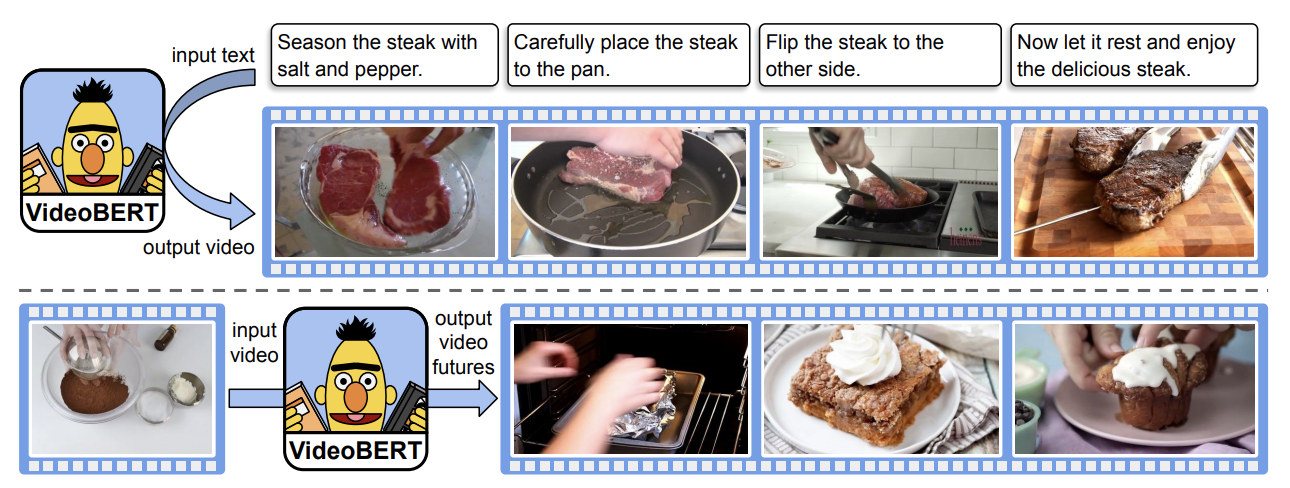 input text
Season the steak with
salt and pepper.
Carefully place the steak
to the pan.
Flip the steak to the
other side.
Now let it rest and enjoy
the delicious steak.
VideoBERT
output video
input
video
VideoBERT
output
video
futures